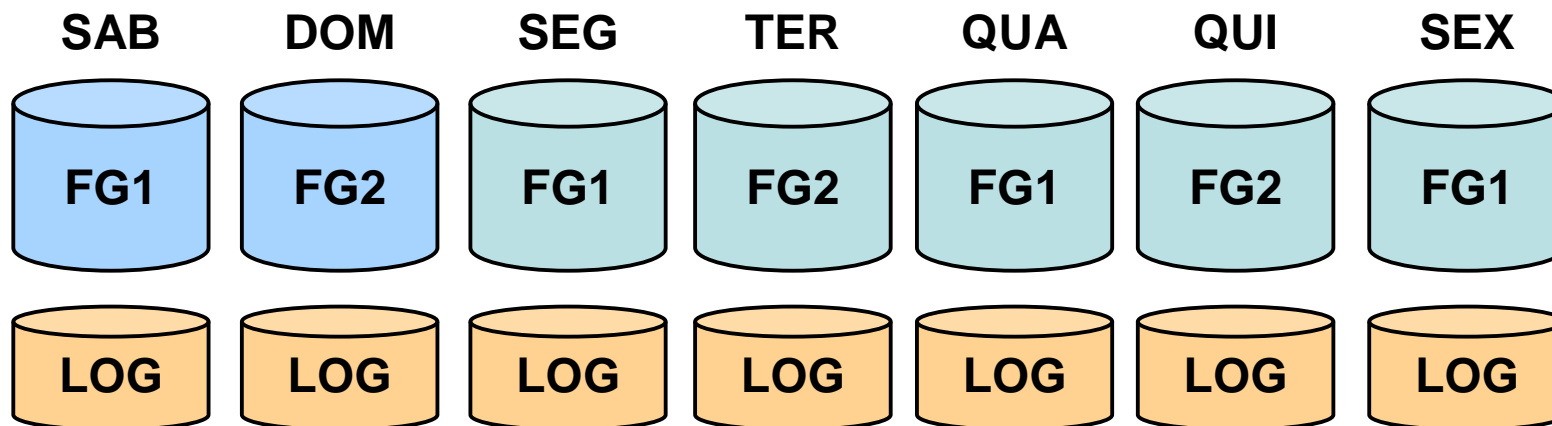 SAB DOM SEG TER QUA QUI SEX
FG1 FG2 FG1 FG2 FG1 FG2 FG1
LOG LOG LOG LOG LOG LOG LOG